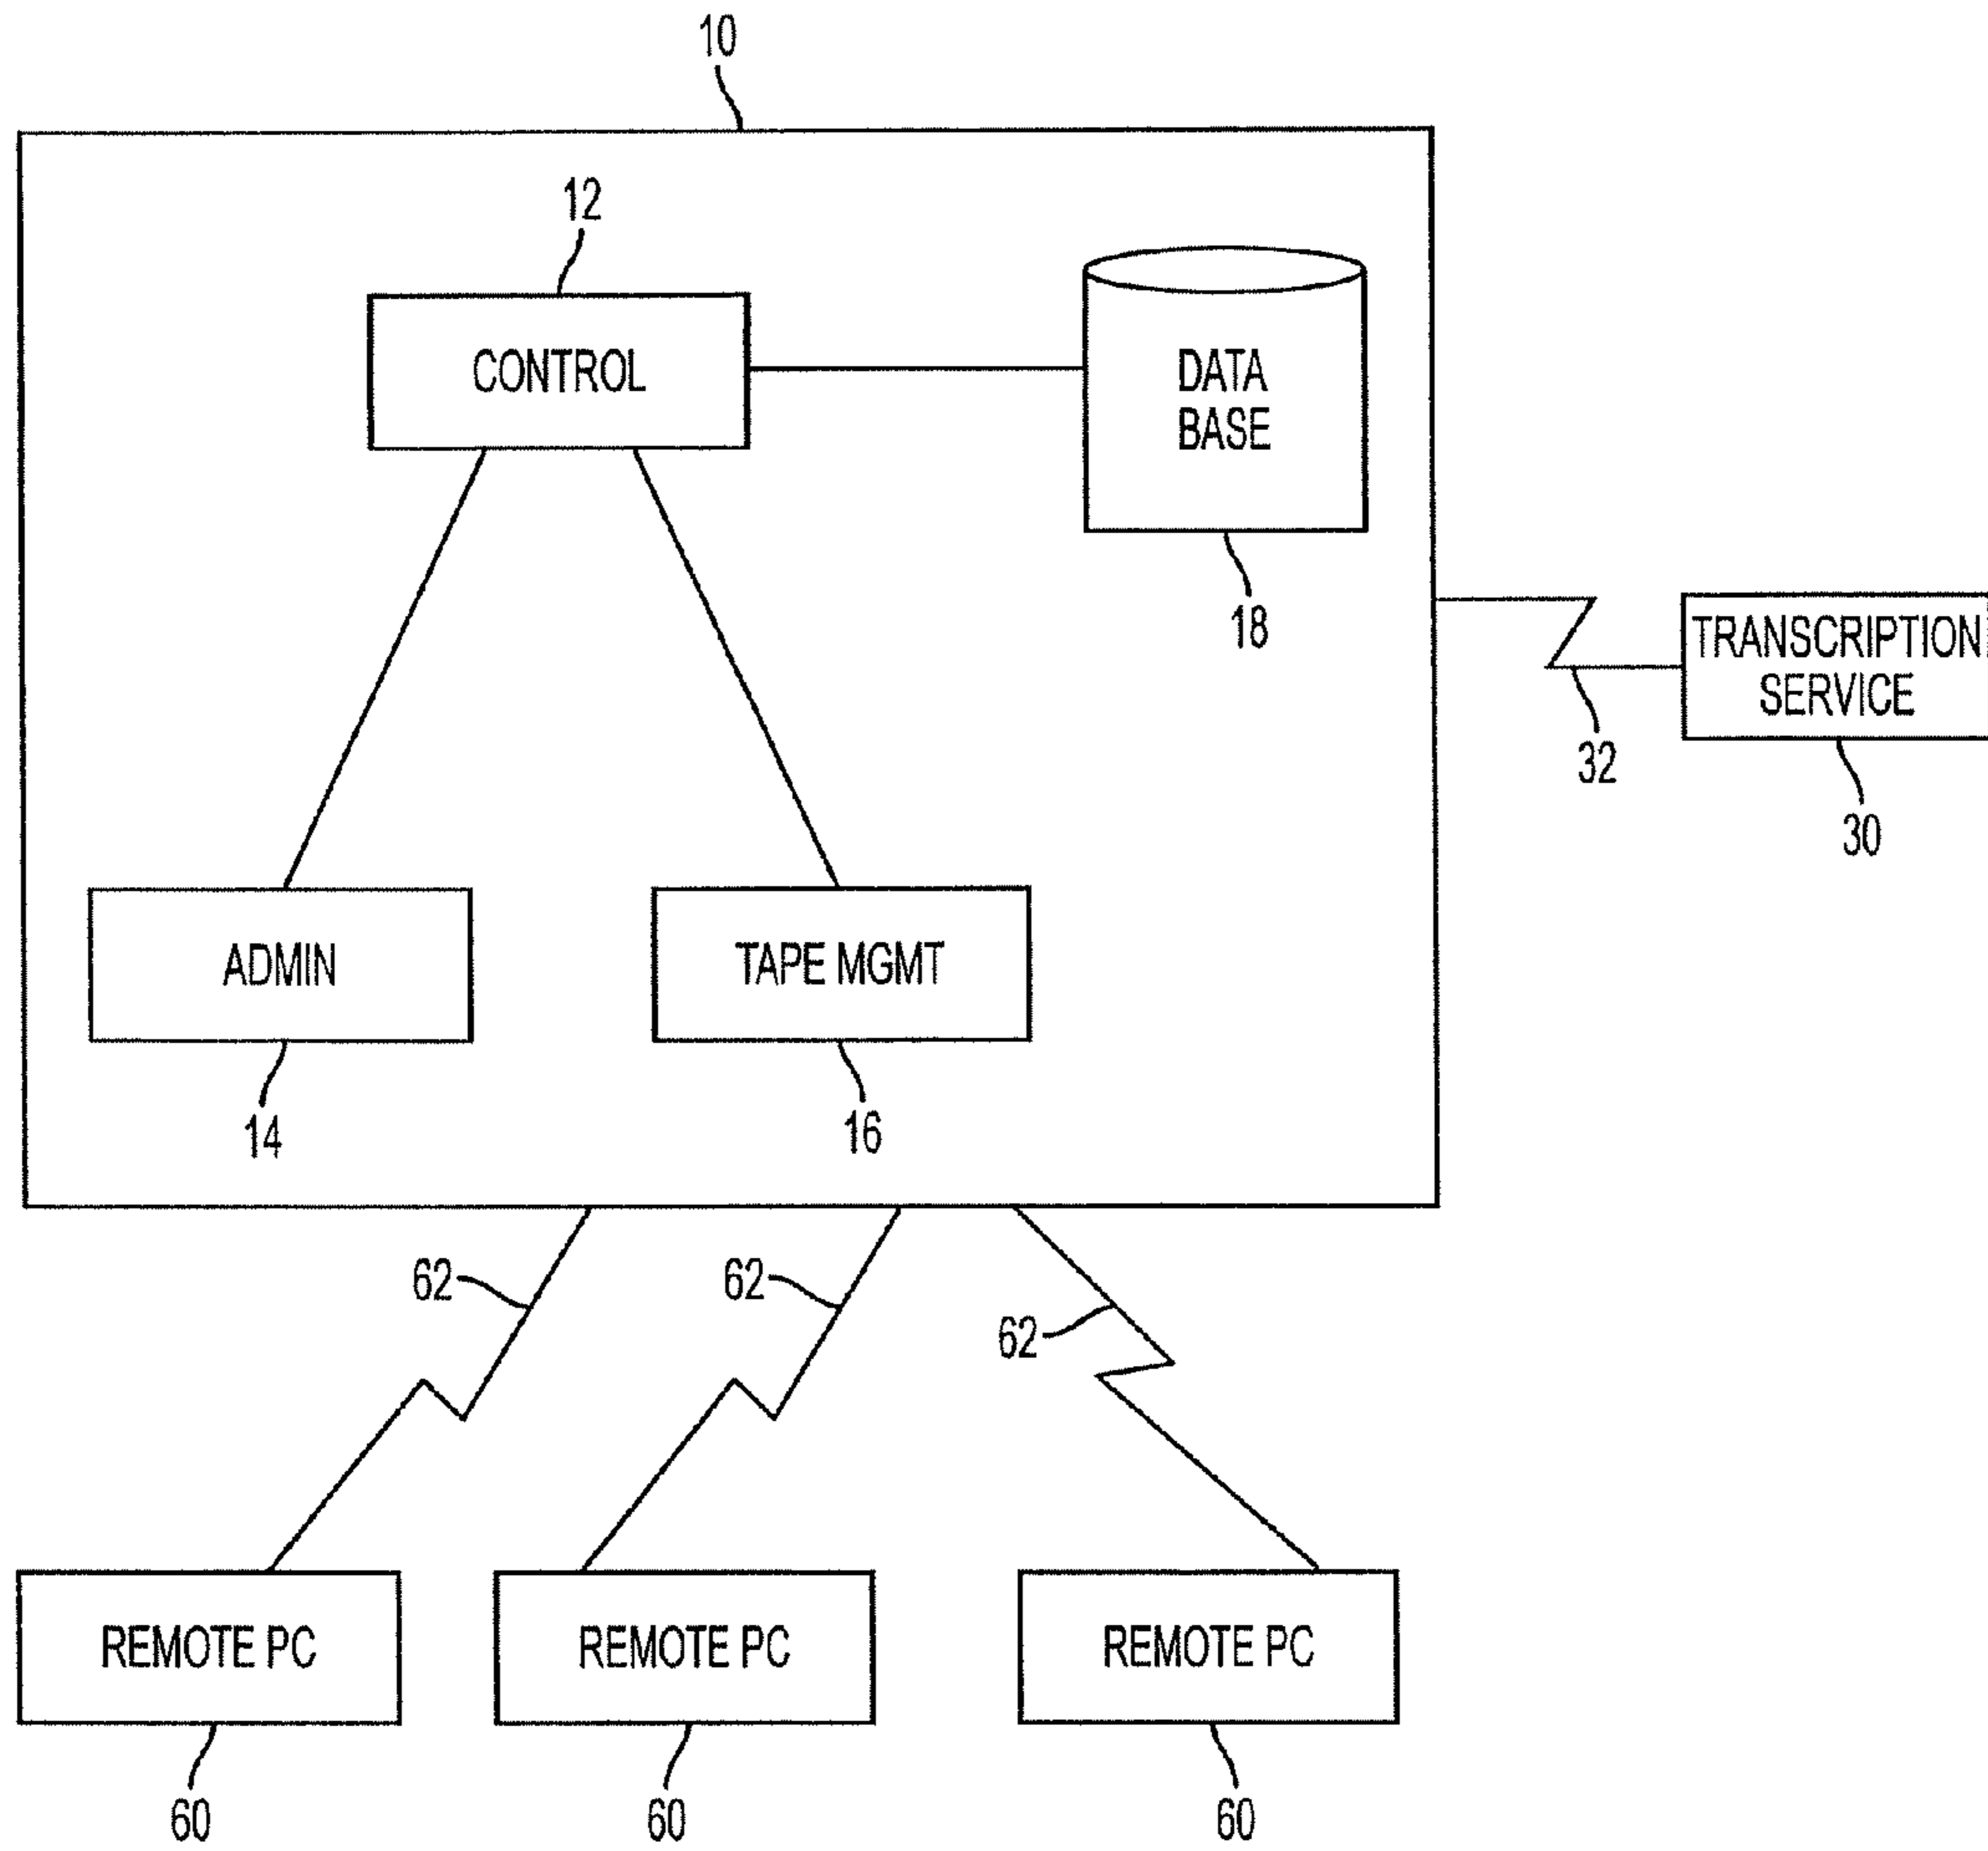 10
12
CONTROL
DATA
BASE
18
TRANSCRIPTION
SERVICE
32
30
ADMIN
TAPE MGMT
14
16
62
62
62
REMOTE PC
REMOTE PC
REMOTE PC
60
60
60